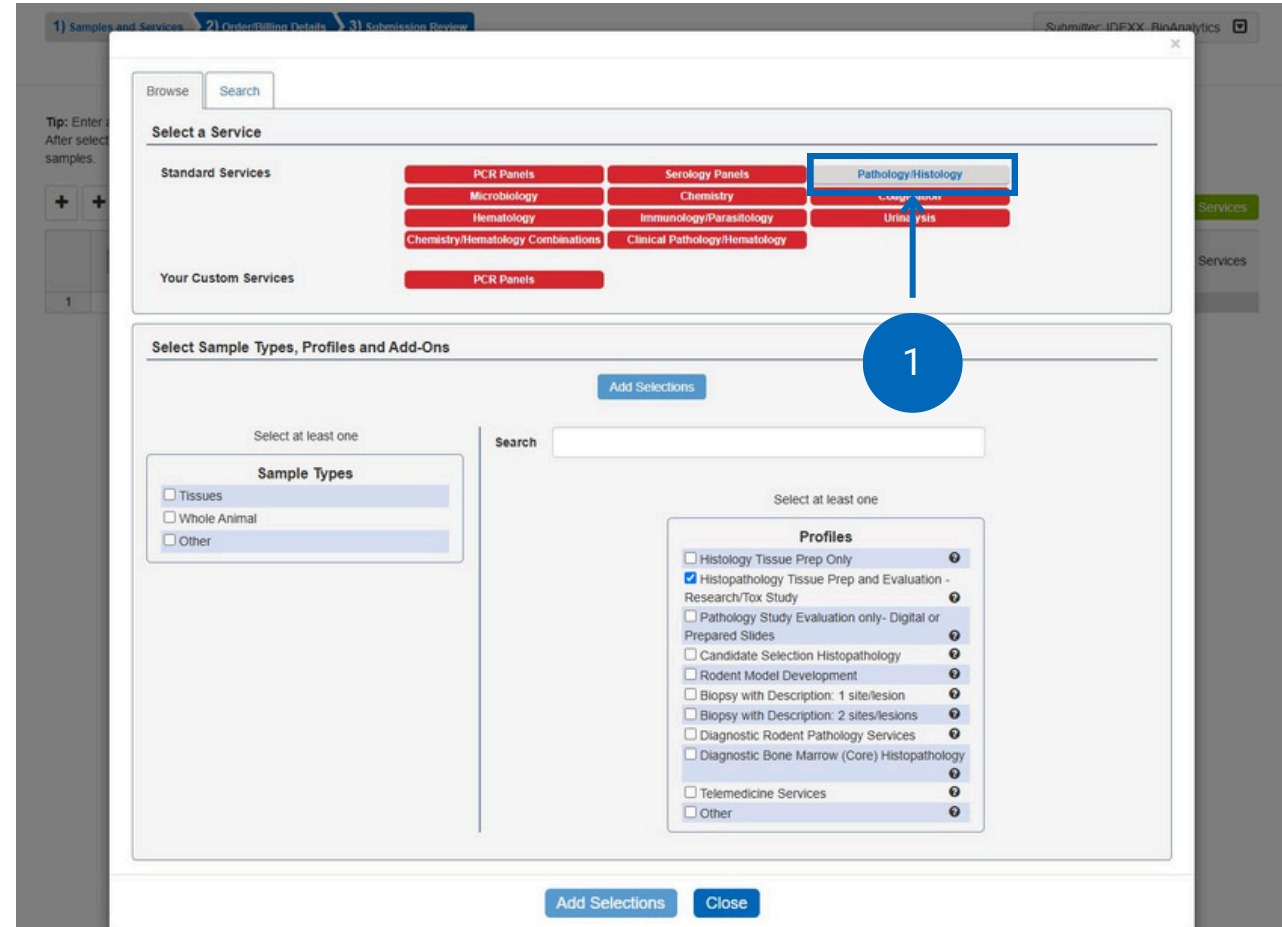 1) Samples and Services 2) Order/Billing Details 3) Submission Review
Submitter: IDEXX, BioAnalytics
×
Browse Search
Tip: Enter
After select
samples.
Select a Service
Standard Services
PCR Panels Serology Panels Pathology/Histology
Microbiology Chemistry Coagulation
Hematology Immunology/Parasitology Urinalysis
Chemistry/Hematology Combinations Clinical Pathology/Hematology
Services
Services
Your Custom Services PCR Panels
1
Select Sample Types, Profiles and Add-Ons
1
Add Selections
Select at least one
Sample Types
Tissues
Whole Animal
Other
Search
Select at least one
Profiles
Histology Tissue Prep Only
Histopathology Tissue Prep and Evaluation -
Research/Tox Study
Pathology Study Evaluation only- Digital or
Prepared Slides
Candidate Selection Histopathology
Rodent Model Development
Biopsy with Description: 1 site/lesion
Biopsy with Description: 2 sites/lesions
Diagnostic Rodent Pathology Services
Diagnostic Bone Marrow (Core) Histopathology
Telemedicine Services
Other
Add Selections Close